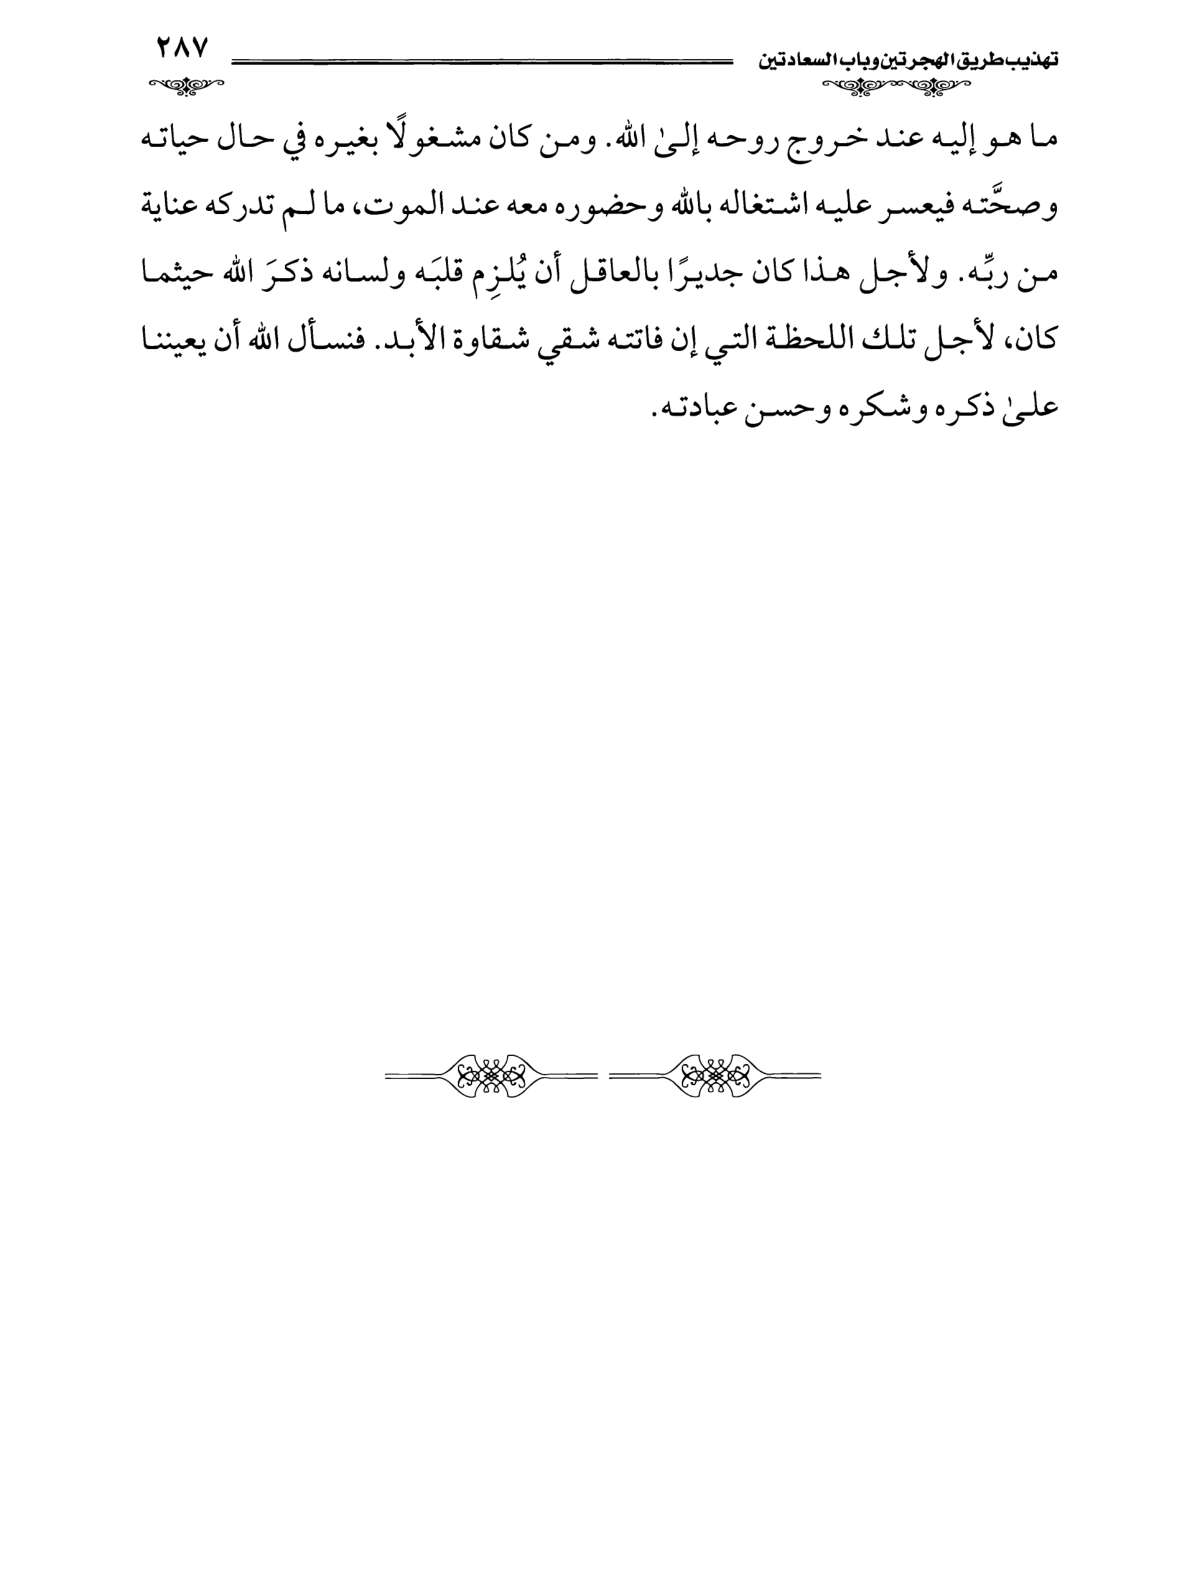 تهذيب طريق الهجرتين وباب السعادتين
٢٨٧
ما هو إليه عند خروج روحه إلىٰ الله. ومن كان مشغولًا بغيره في حال حياته
وصحَّته فيعسر عليه اشتغاله بالله وحضوره معه عند الموت، ما لم تدركه عناية
من ربِّه. ولأجل هذا كان جديرًا بالعاقل أن يُلزِم قلبَه ولسانه ذكرَ الله حيثما
كان، لأجل تلك اللحظة التي إن فاتته شقي شقاوة الأبد. فنسأل الله أن يعيننا
علىٰ ذكره وشكره وحسن عبادته.